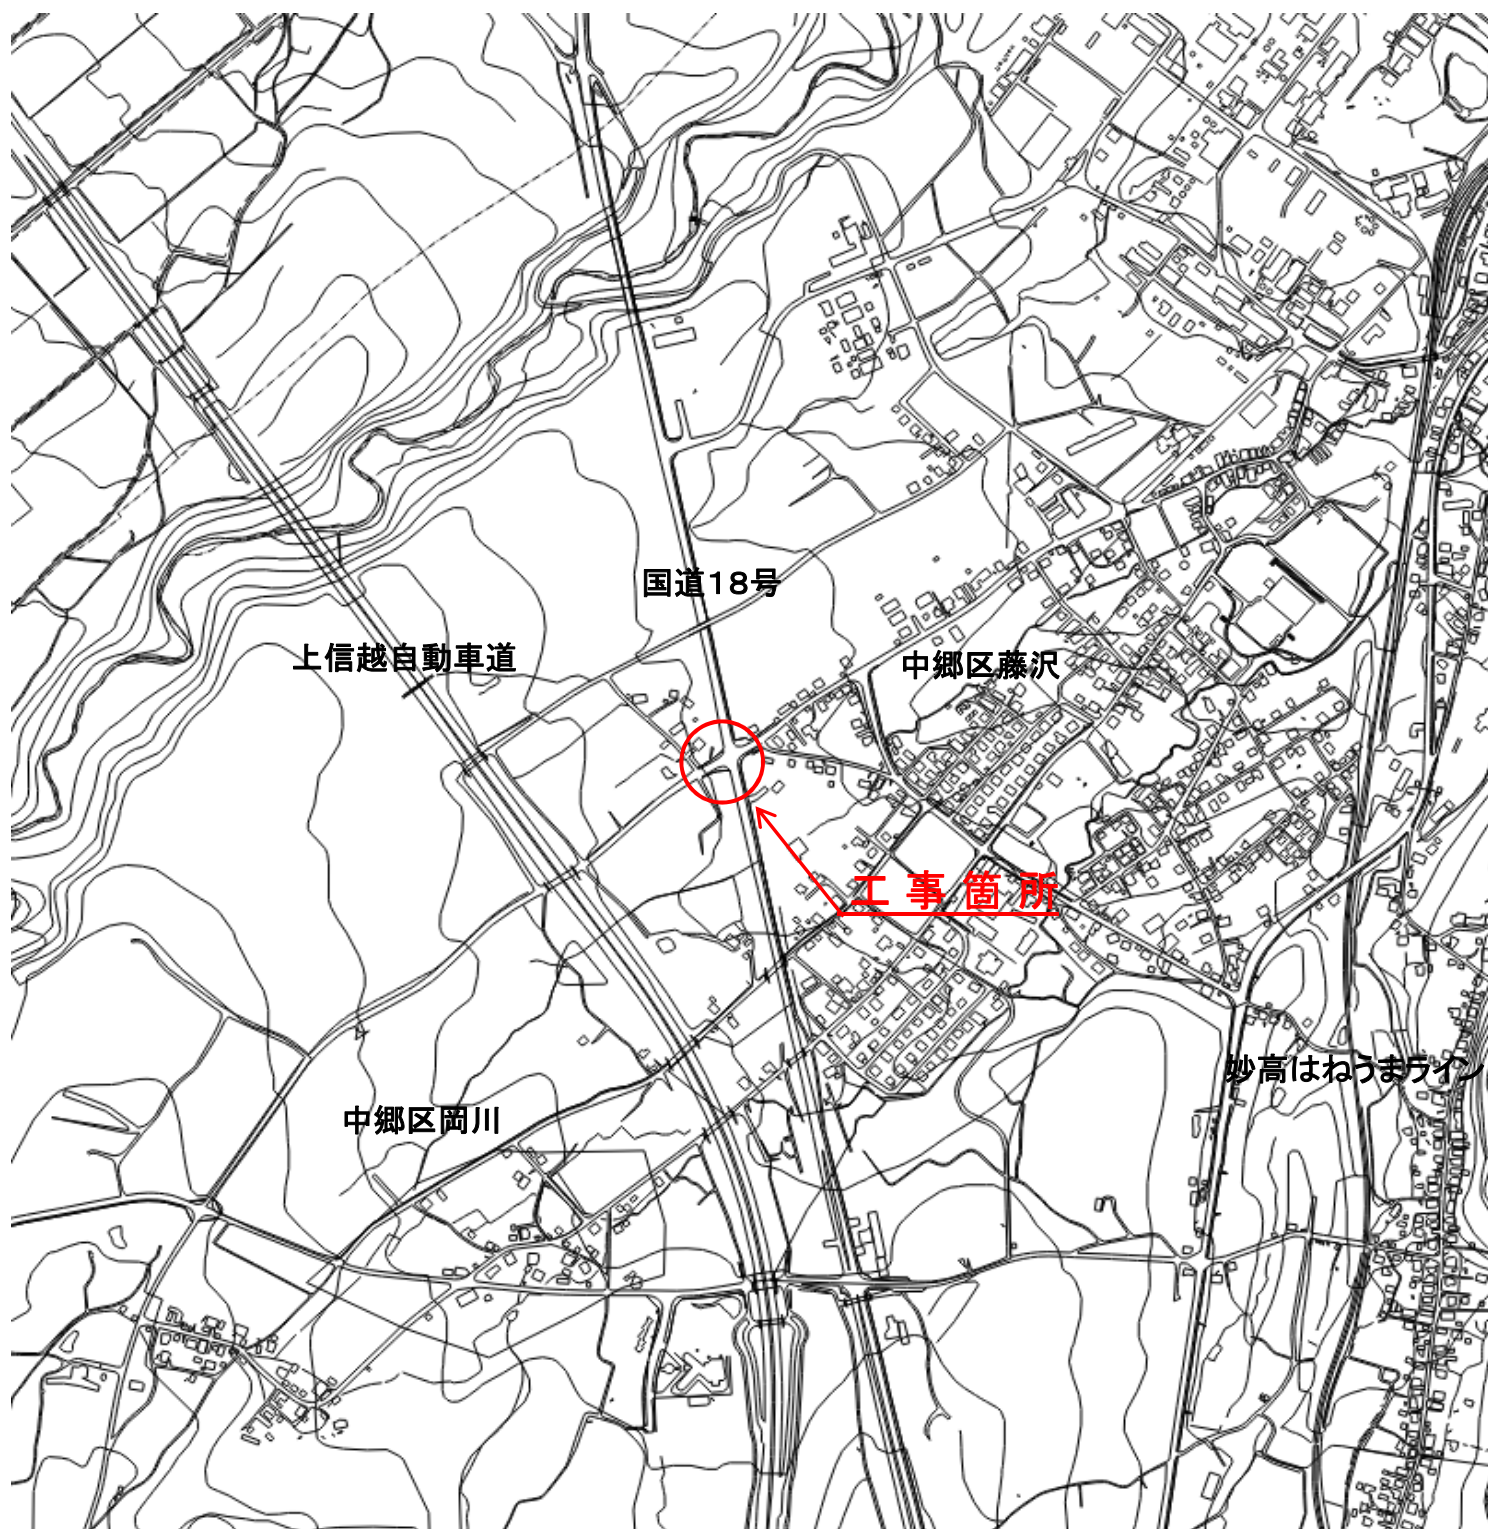 国道18号
上信越自動車道
中郷区藤沢
工事箇所
妙高はねうまライン
中郷区岡川